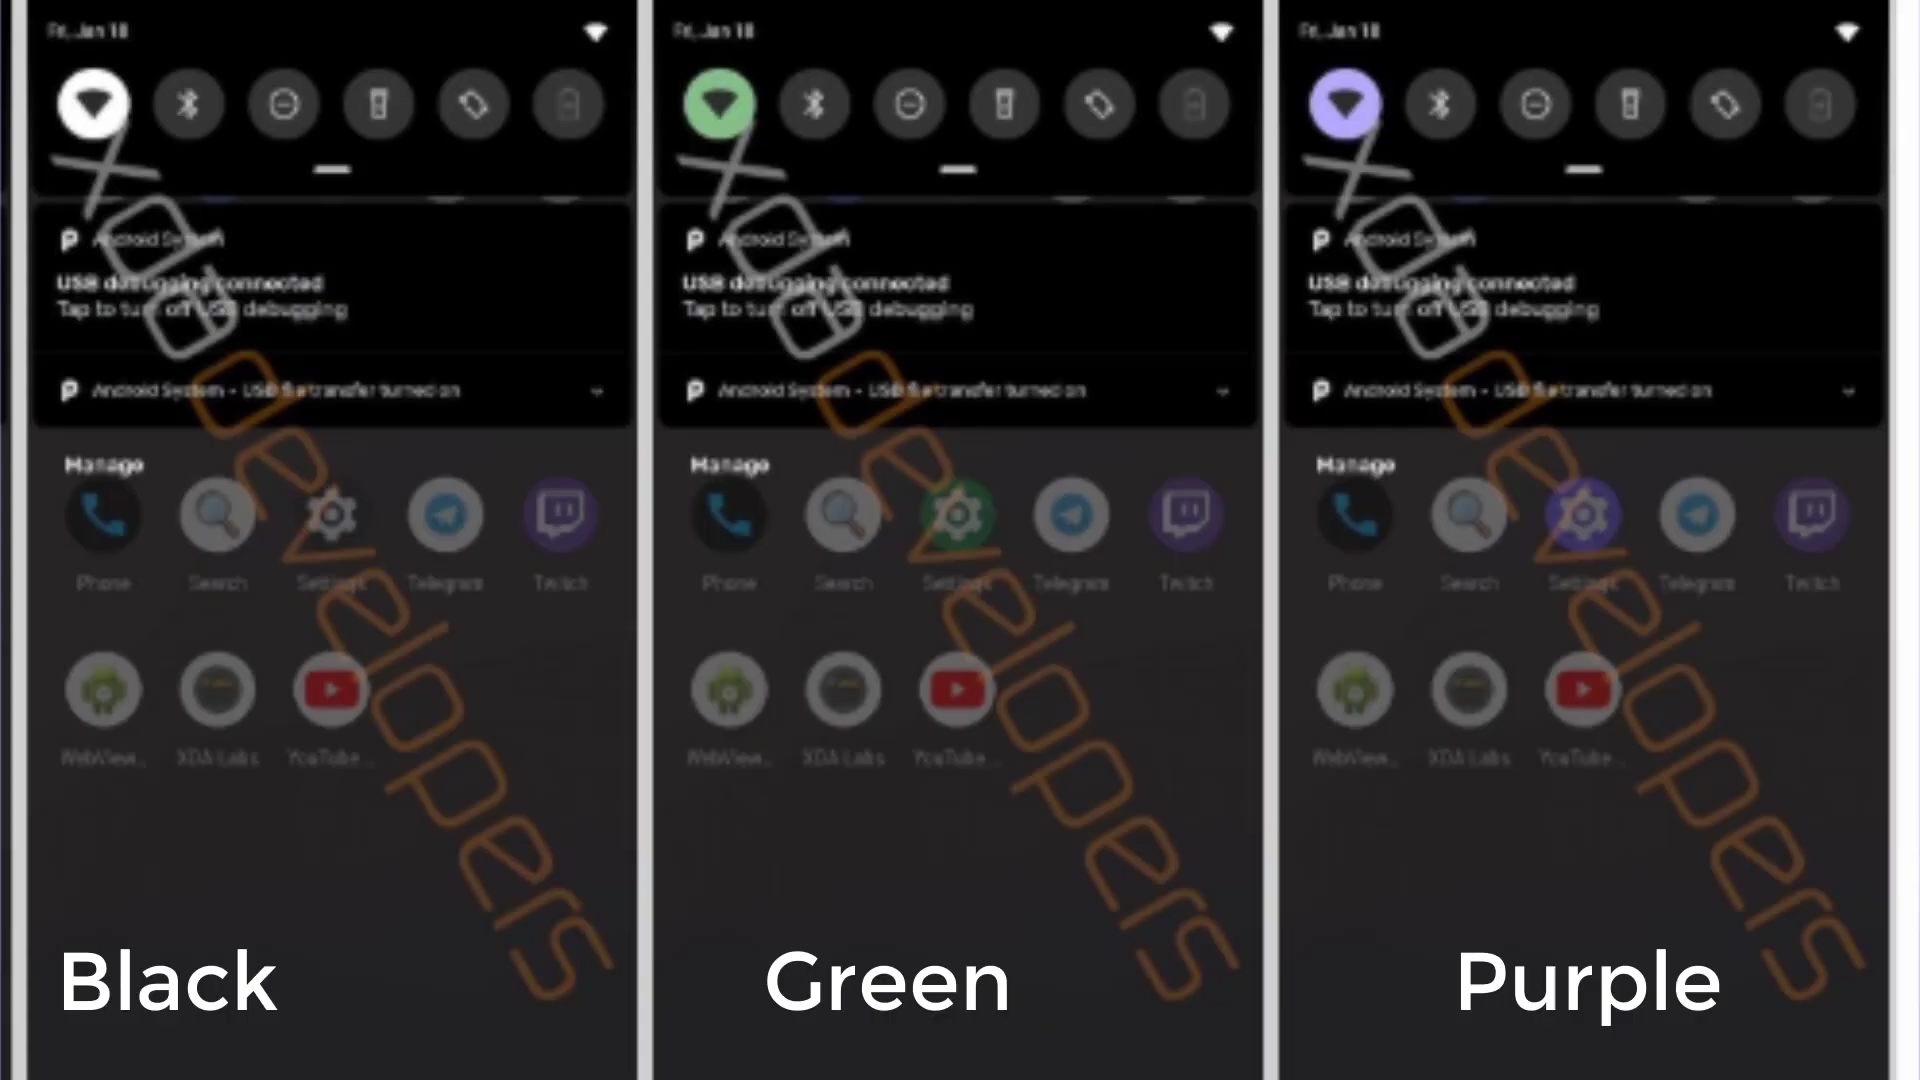 Fri, Jan 18
Android System
USB debugging connected
Tap to turn off USB debugging
Android System • USB file transfer turned on
Manage
Phone Search Settings Telegram Twitch
WebView... XDA Labs YouTube...
xda Developers
Black
Fri, Jan 18
Android System
USB debugging connected
Tap to turn off USB debugging
Android System • USB file transfer turned on
Manage
Phone Search Settings Telegram Twitch
WebView... XDA Labs YouTube...
xda Developers
Green
Fri, Jan 18
Android System
USB debugging connected
Tap to turn off USB debugging
Android System • USB file transfer turned on
Manage
Phone Search Settings Telegram Twitch
WebView... XDA Labs YouTube...
xda Developers
Purple